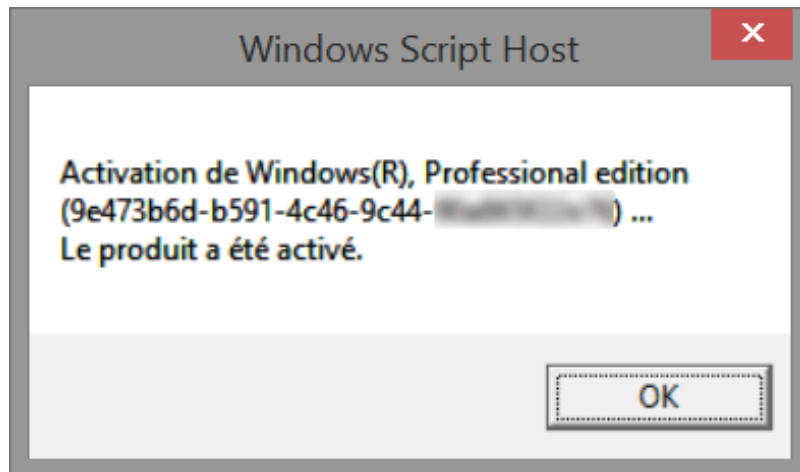 Windows Script Host
Activation de Windows(R), Professional edition
(9e473b6d-b591-4c46-9c44- ) ...
Le produit a été activé.
OK